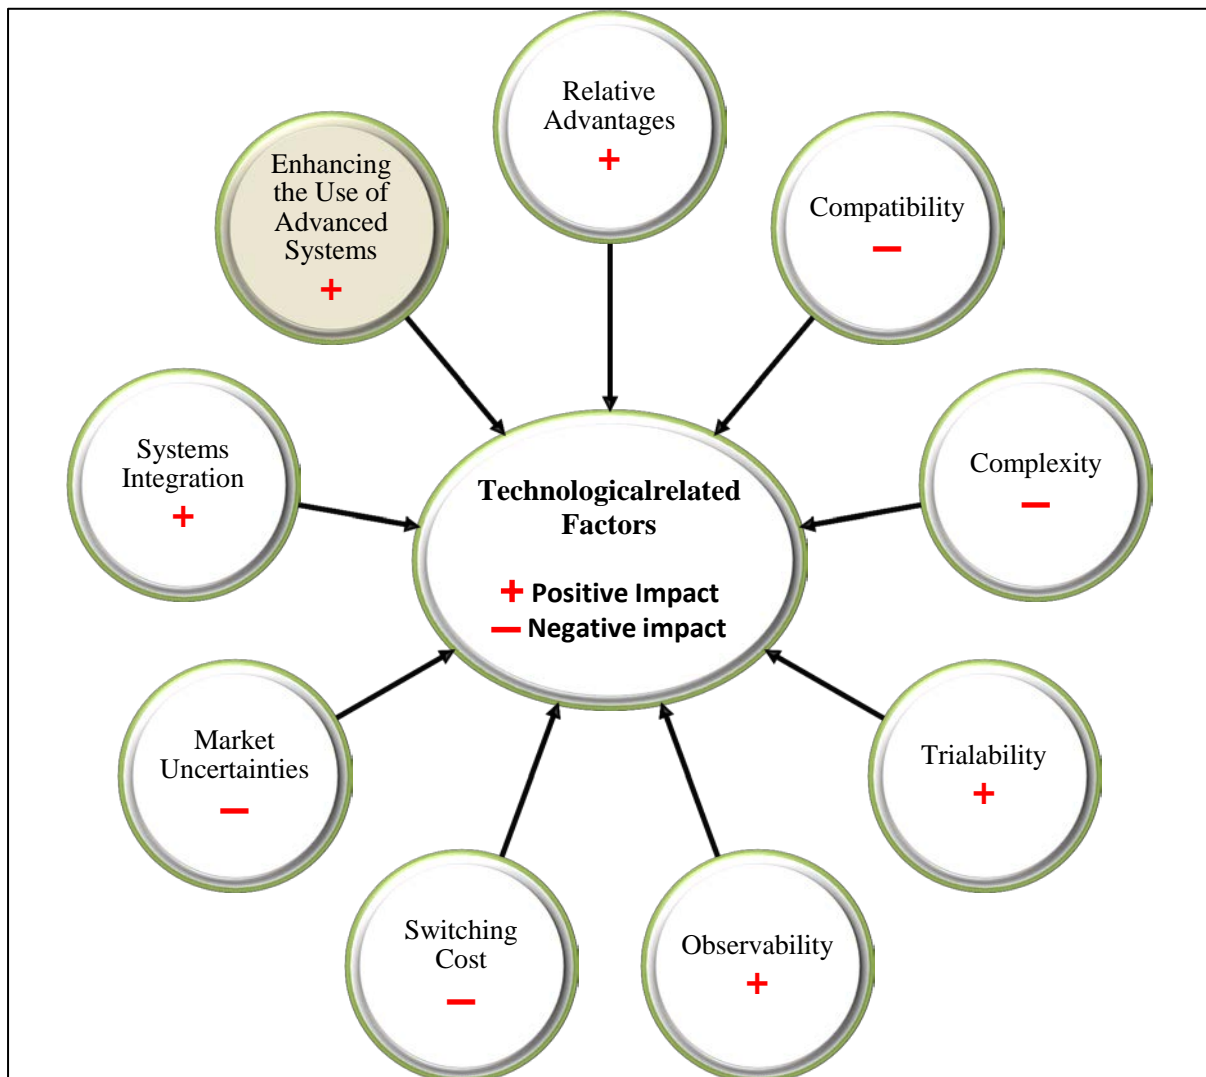 Relative
Advantages
+
Enhancing
the Use of
Advanced
Systems
+
Compatibility
—
Systems
Integration
+
Complexity
—
Technologicalrelated
Factors
+ Positive Impact
— Negative impact
Market
Uncertainties
—
Trialability
+
Switching
Cost
—
Observability
+